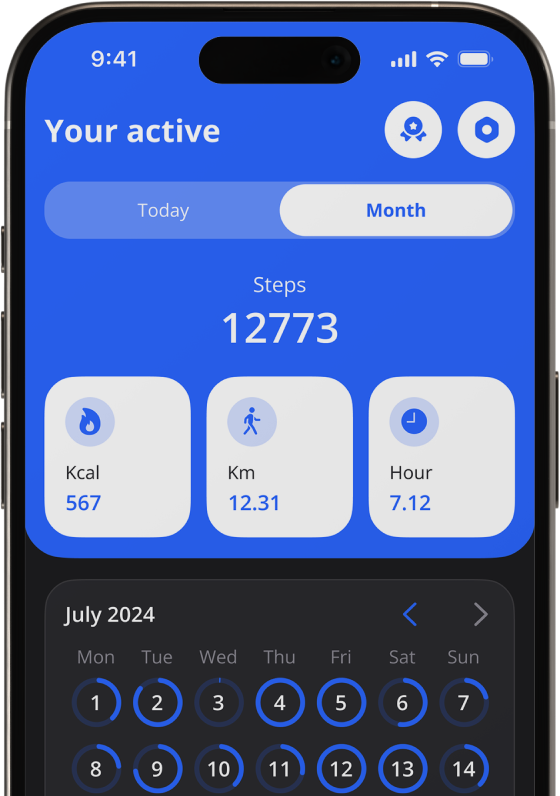 9:41
Your active
Today Month
Steps
12773
Kcal Km Hour
567 12.31 7.12
July 2024
Mon Tue Wed Thu Fri Sat Sun
1 2 3 4 5 6 7
8 9 10 11 12 13 14